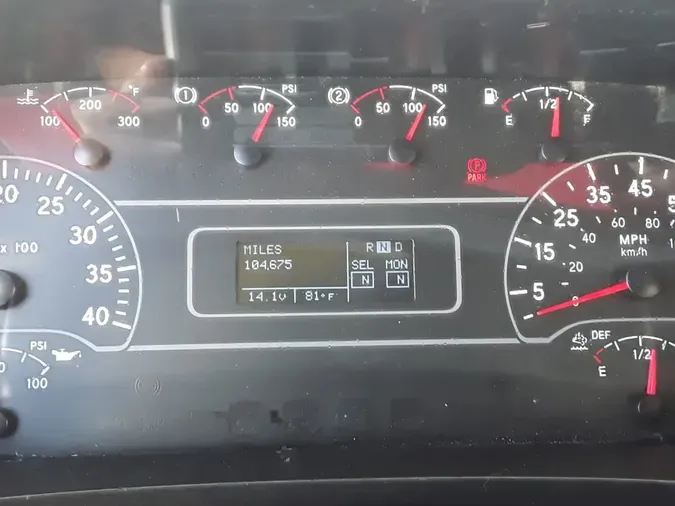 °F
100 200 300
(1) PSI
0 50 100 150
(2) PSI
0 50 100 150
E 1/2 F
PARK
20 25 30 35 40
x 100
MILES
104,675
14.1V 81°F
R N D
SEL MON
N N
5 15 25 35 45
0 20 40 60 80
MPH
km/h
PSI
100
DEF
E 1/2